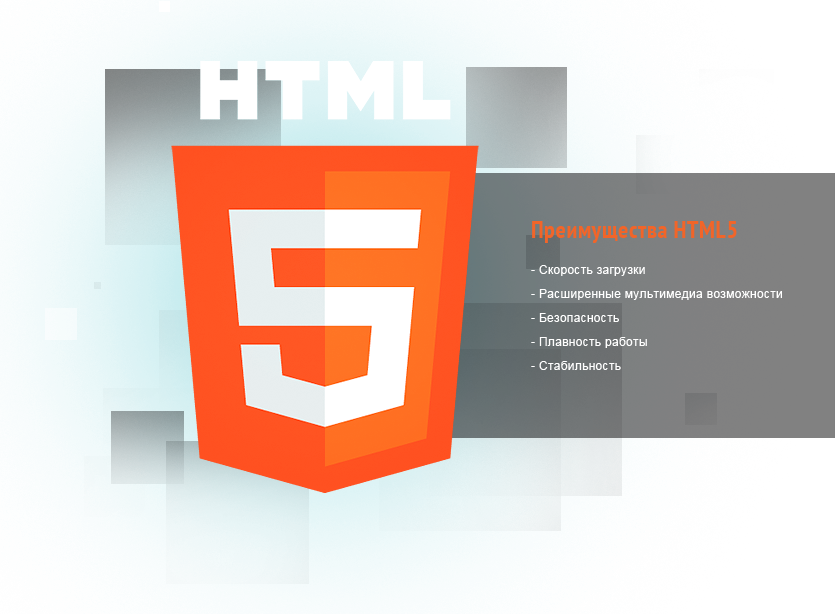 HTML
5
Преимущества HTML5
- Скорость загрузки
- Расширенные мультимедиа возможности
- Безопасность
- Плавность работы
- Стабильность